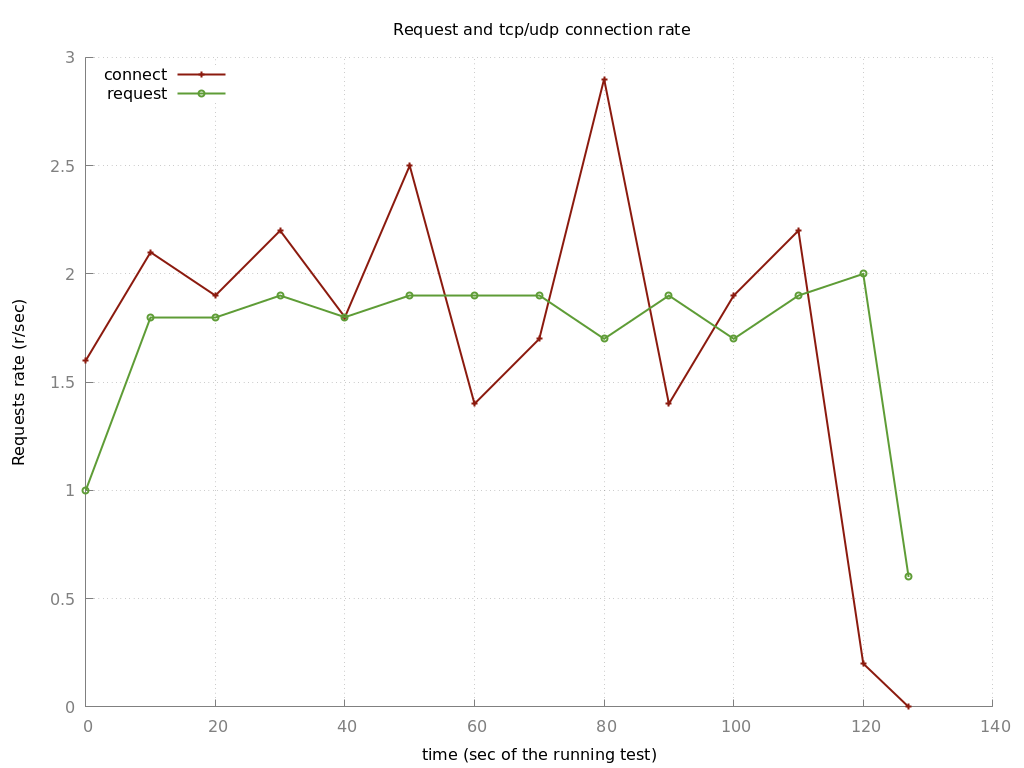 Request and tcp/udp connection rate
connect
request
3
2.5
2
1.5
1
0.5
0
0 20 40 60 80 100 120 140
Requests rate (r/sec)
time (sec of the running test)